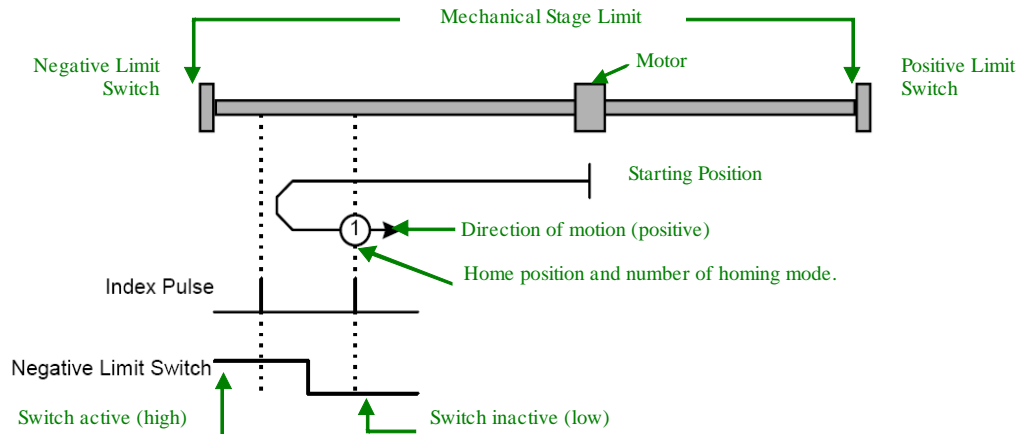 Mechanical Stage Limit
Negative Limit
Switch
Motor
Positive Limit
Switch
Starting Position
1
Direction of motion (positive)
Home position and number of homing mode.
Index Pulse
Negative Limit Switch
Switch active (high)
Switch inactive (low)